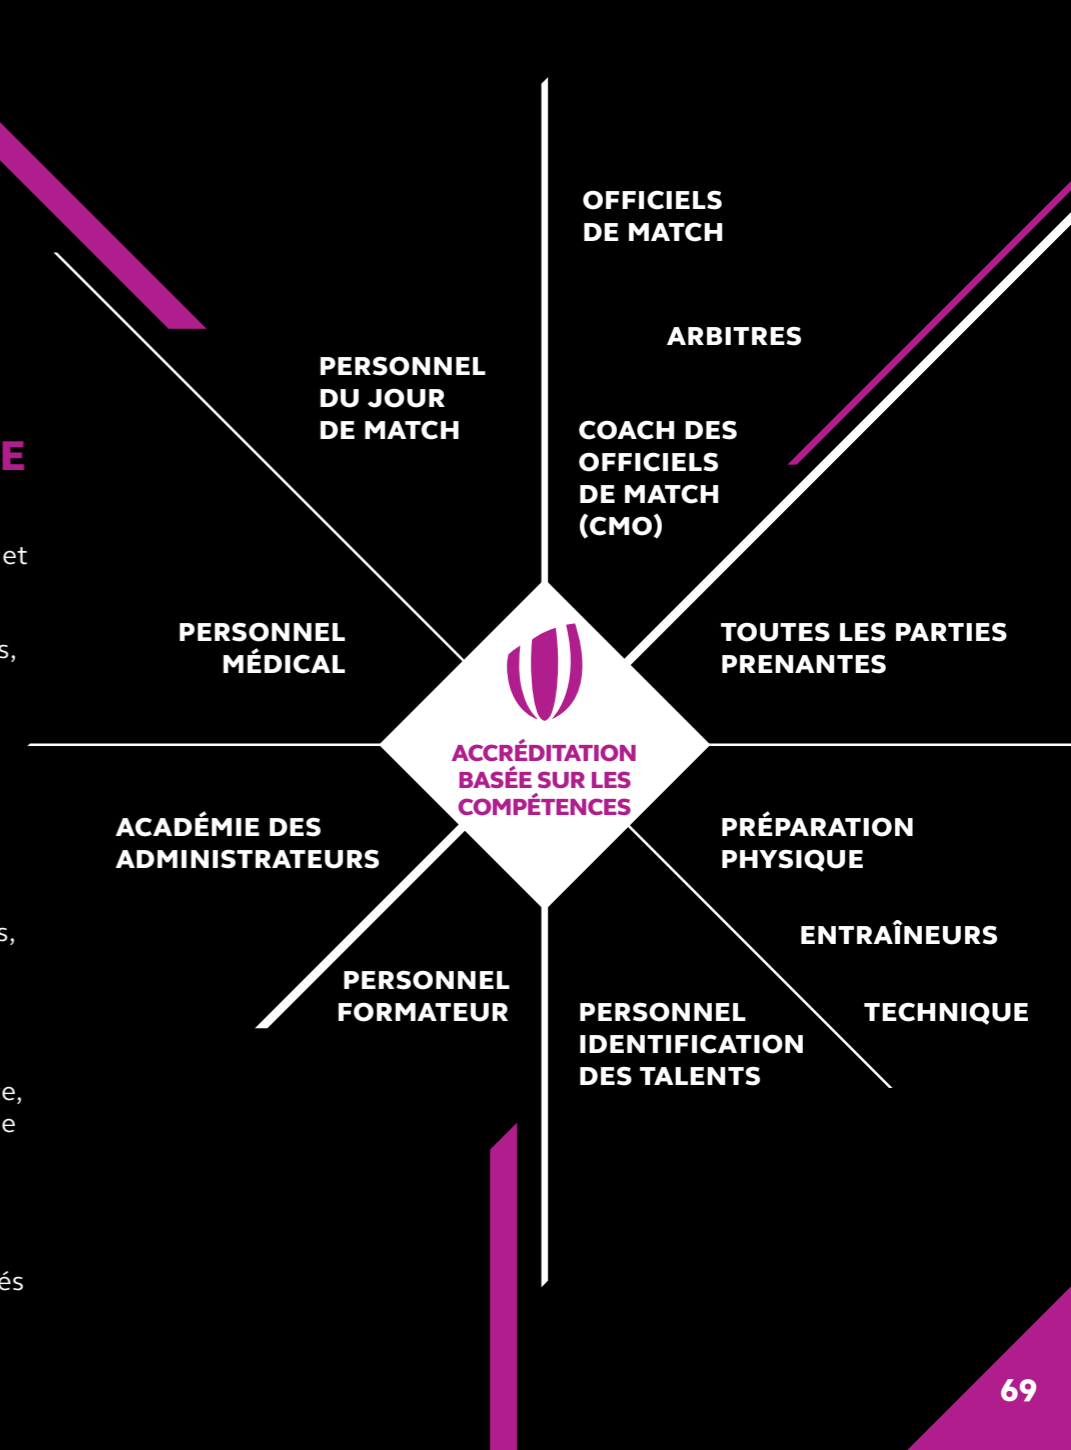 E
et
s,
s,
e,
e
és
OFFICIELS
DE MATCH
ARBITRES
COACH DES
OFFICIELS
DE MATCH
(CMO)
PERSONNEL
DU JOUR
DE MATCH
PERSONNEL
MÉDICAL
TOUTES LES PARTIES
PRENANTES
ACCRÉDITATION
BASÉE SUR LES
COMPÉTENCES
ACADÉMIE DES
ADMINISTRATEURS
PRÉPARATION
PHYSIQUE
ENTRAÎNEURS
TECHNIQUE
PERSONNEL
FORMATEUR
PERSONNEL
IDENTIFICATION
DES TALENTS
69